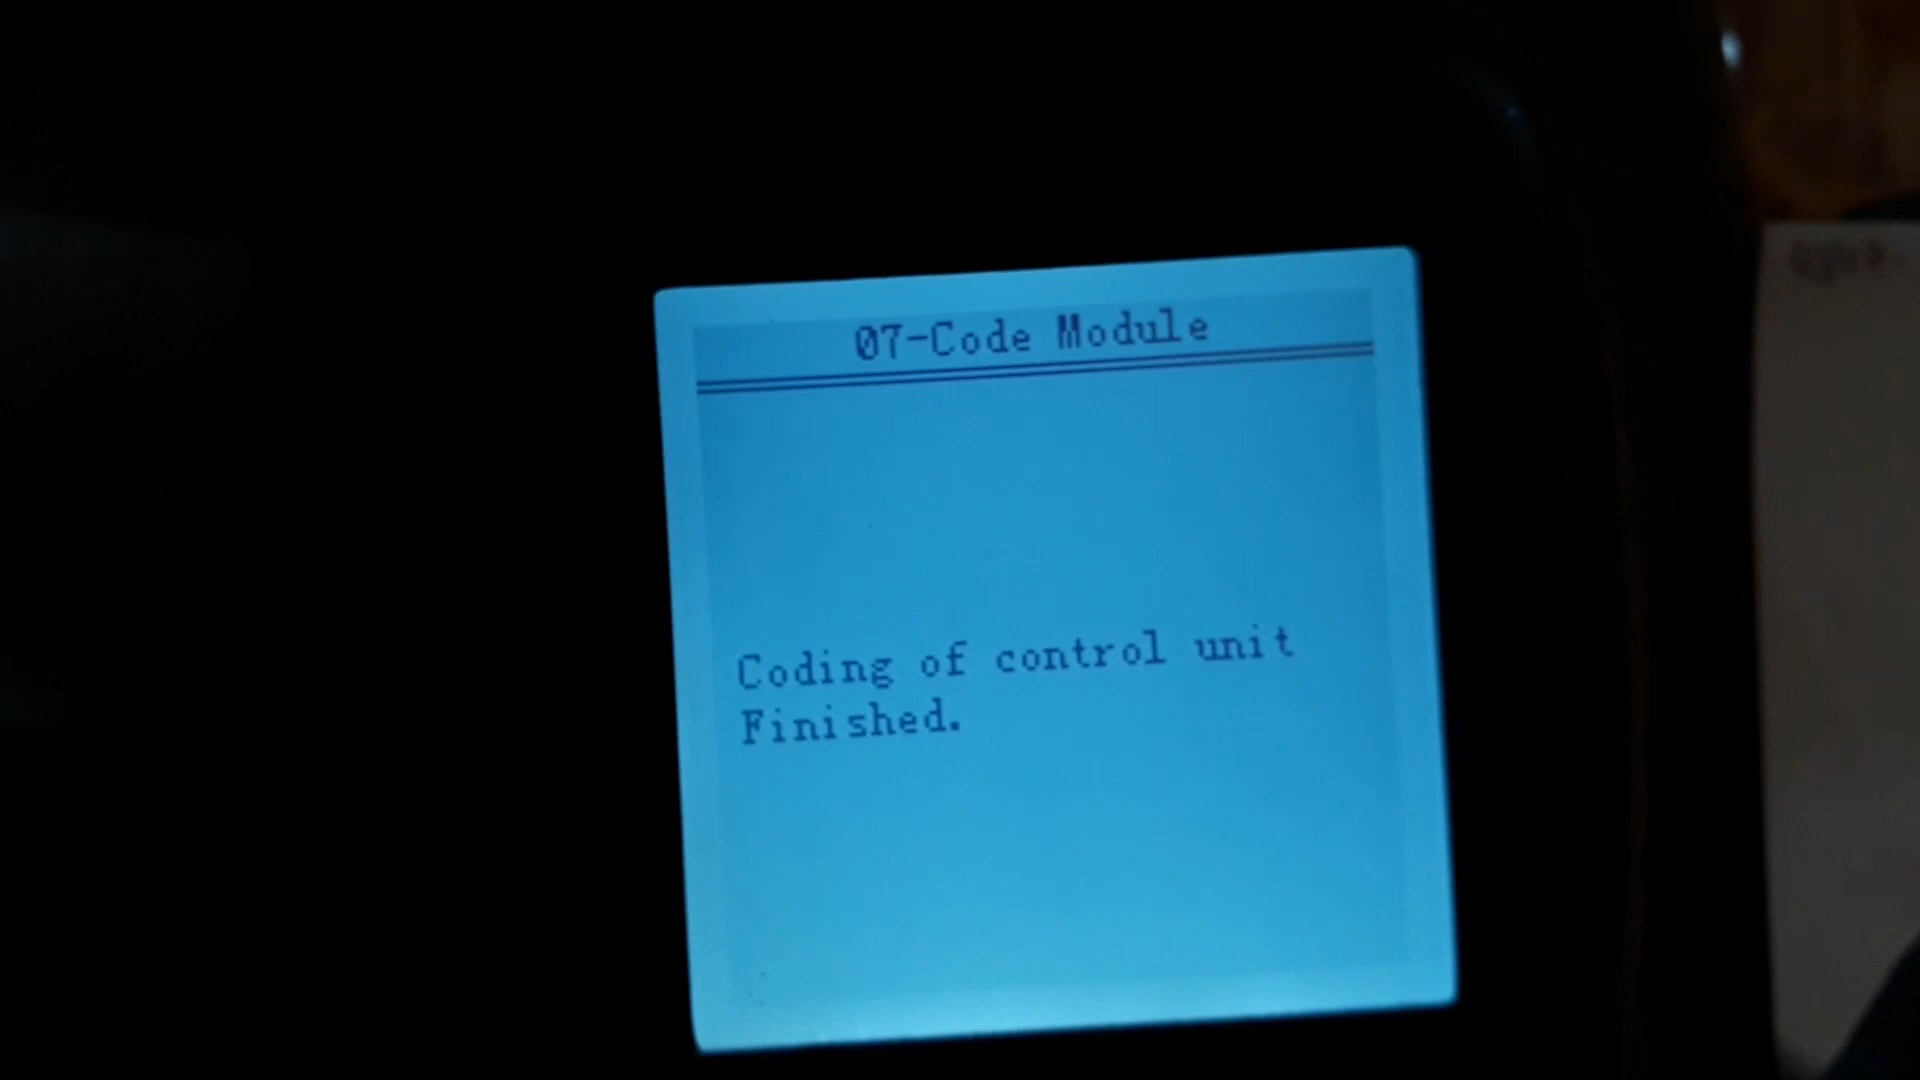 07-Code Module
Coding of control unit
Finished.